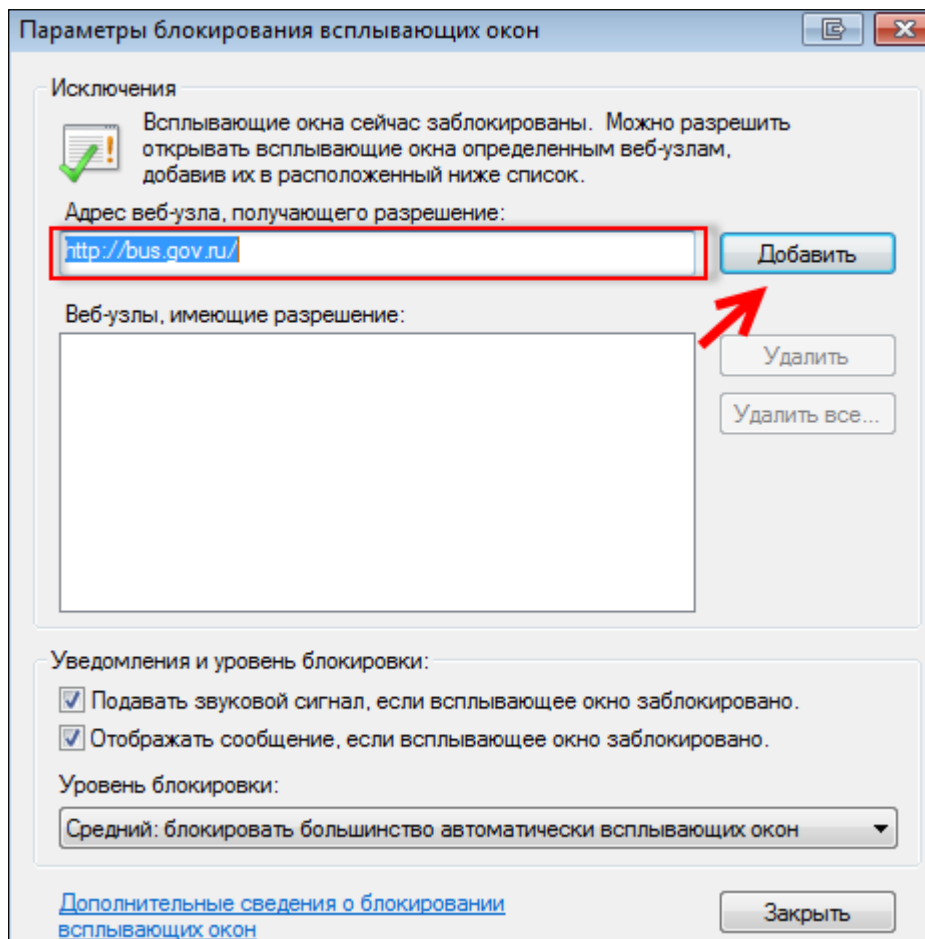 Параметры блокирования всплывающих окон
Исключения
Всплывающие окна сейчас заблокированы. Можно разрешить
открывать всплывающие окна определенным веб-узлам,
добавив их в расположенный ниже список.
Адрес веб-узла, получающего разрешение:
http://bus.gov.ru/
Добавить
Веб-узлы, имеющие разрешение:
Удалить
Удалить все...
Уведомления и уровень блокировки:
Подавать звуковой сигнал, если всплывающее окно заблокировано.
Отображать сообщение, если всплывающее окно заблокировано.
Уровень блокировки:
Средний: блокировать большинство автоматически всплывающих окон
Дополнительные сведения о блокировании
всплывающих окон
Закрыть